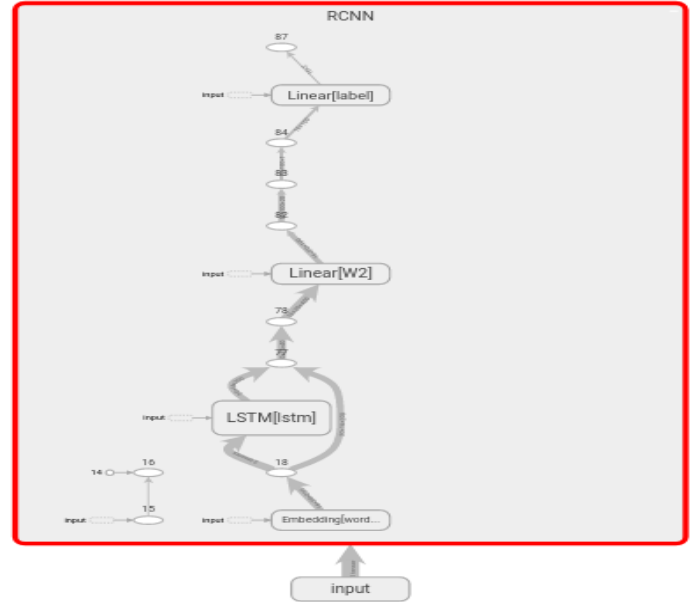 RCNN
87
input
Linear[label]
84
83
82
input
Linear[W2]
78
77
input
LSTM[lstm]
16
18
14
15
input
input
Embedding[word...
input